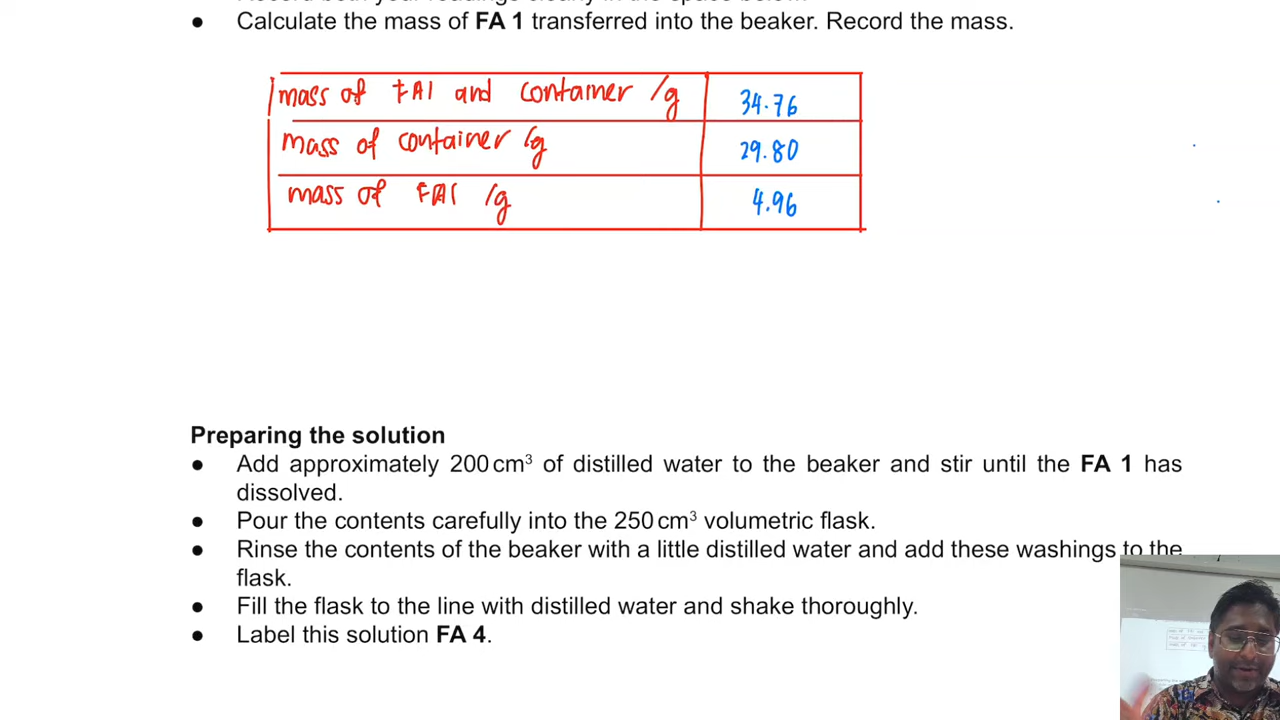 ● Calculate the mass of FA 1 transferred into the beaker. Record the mass.
mass of FA1 and container /g 34.76
mass of container /g 29.80
mass of FA1 /g 4.96
Preparing the solution
● Add approximately 200 cm³ of distilled water to the beaker and stir until the FA 1 has
dissolved.
● Pour the contents carefully into the 250 cm³ volumetric flask.
● Rinse the contents of the beaker with a little distilled water and add these washings to the
flask.
● Fill the flask to the line with distilled water and shake thoroughly.
● Label this solution FA 4.